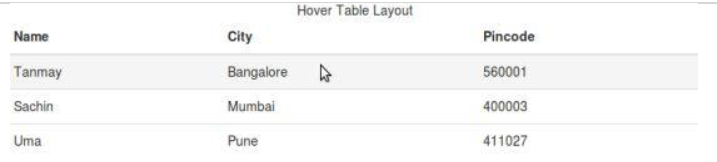 Hover Table Layout
Name City Pincode
Tanmay Bangalore 560001
Sachin Mumbai 400003
Uma Pune 411027